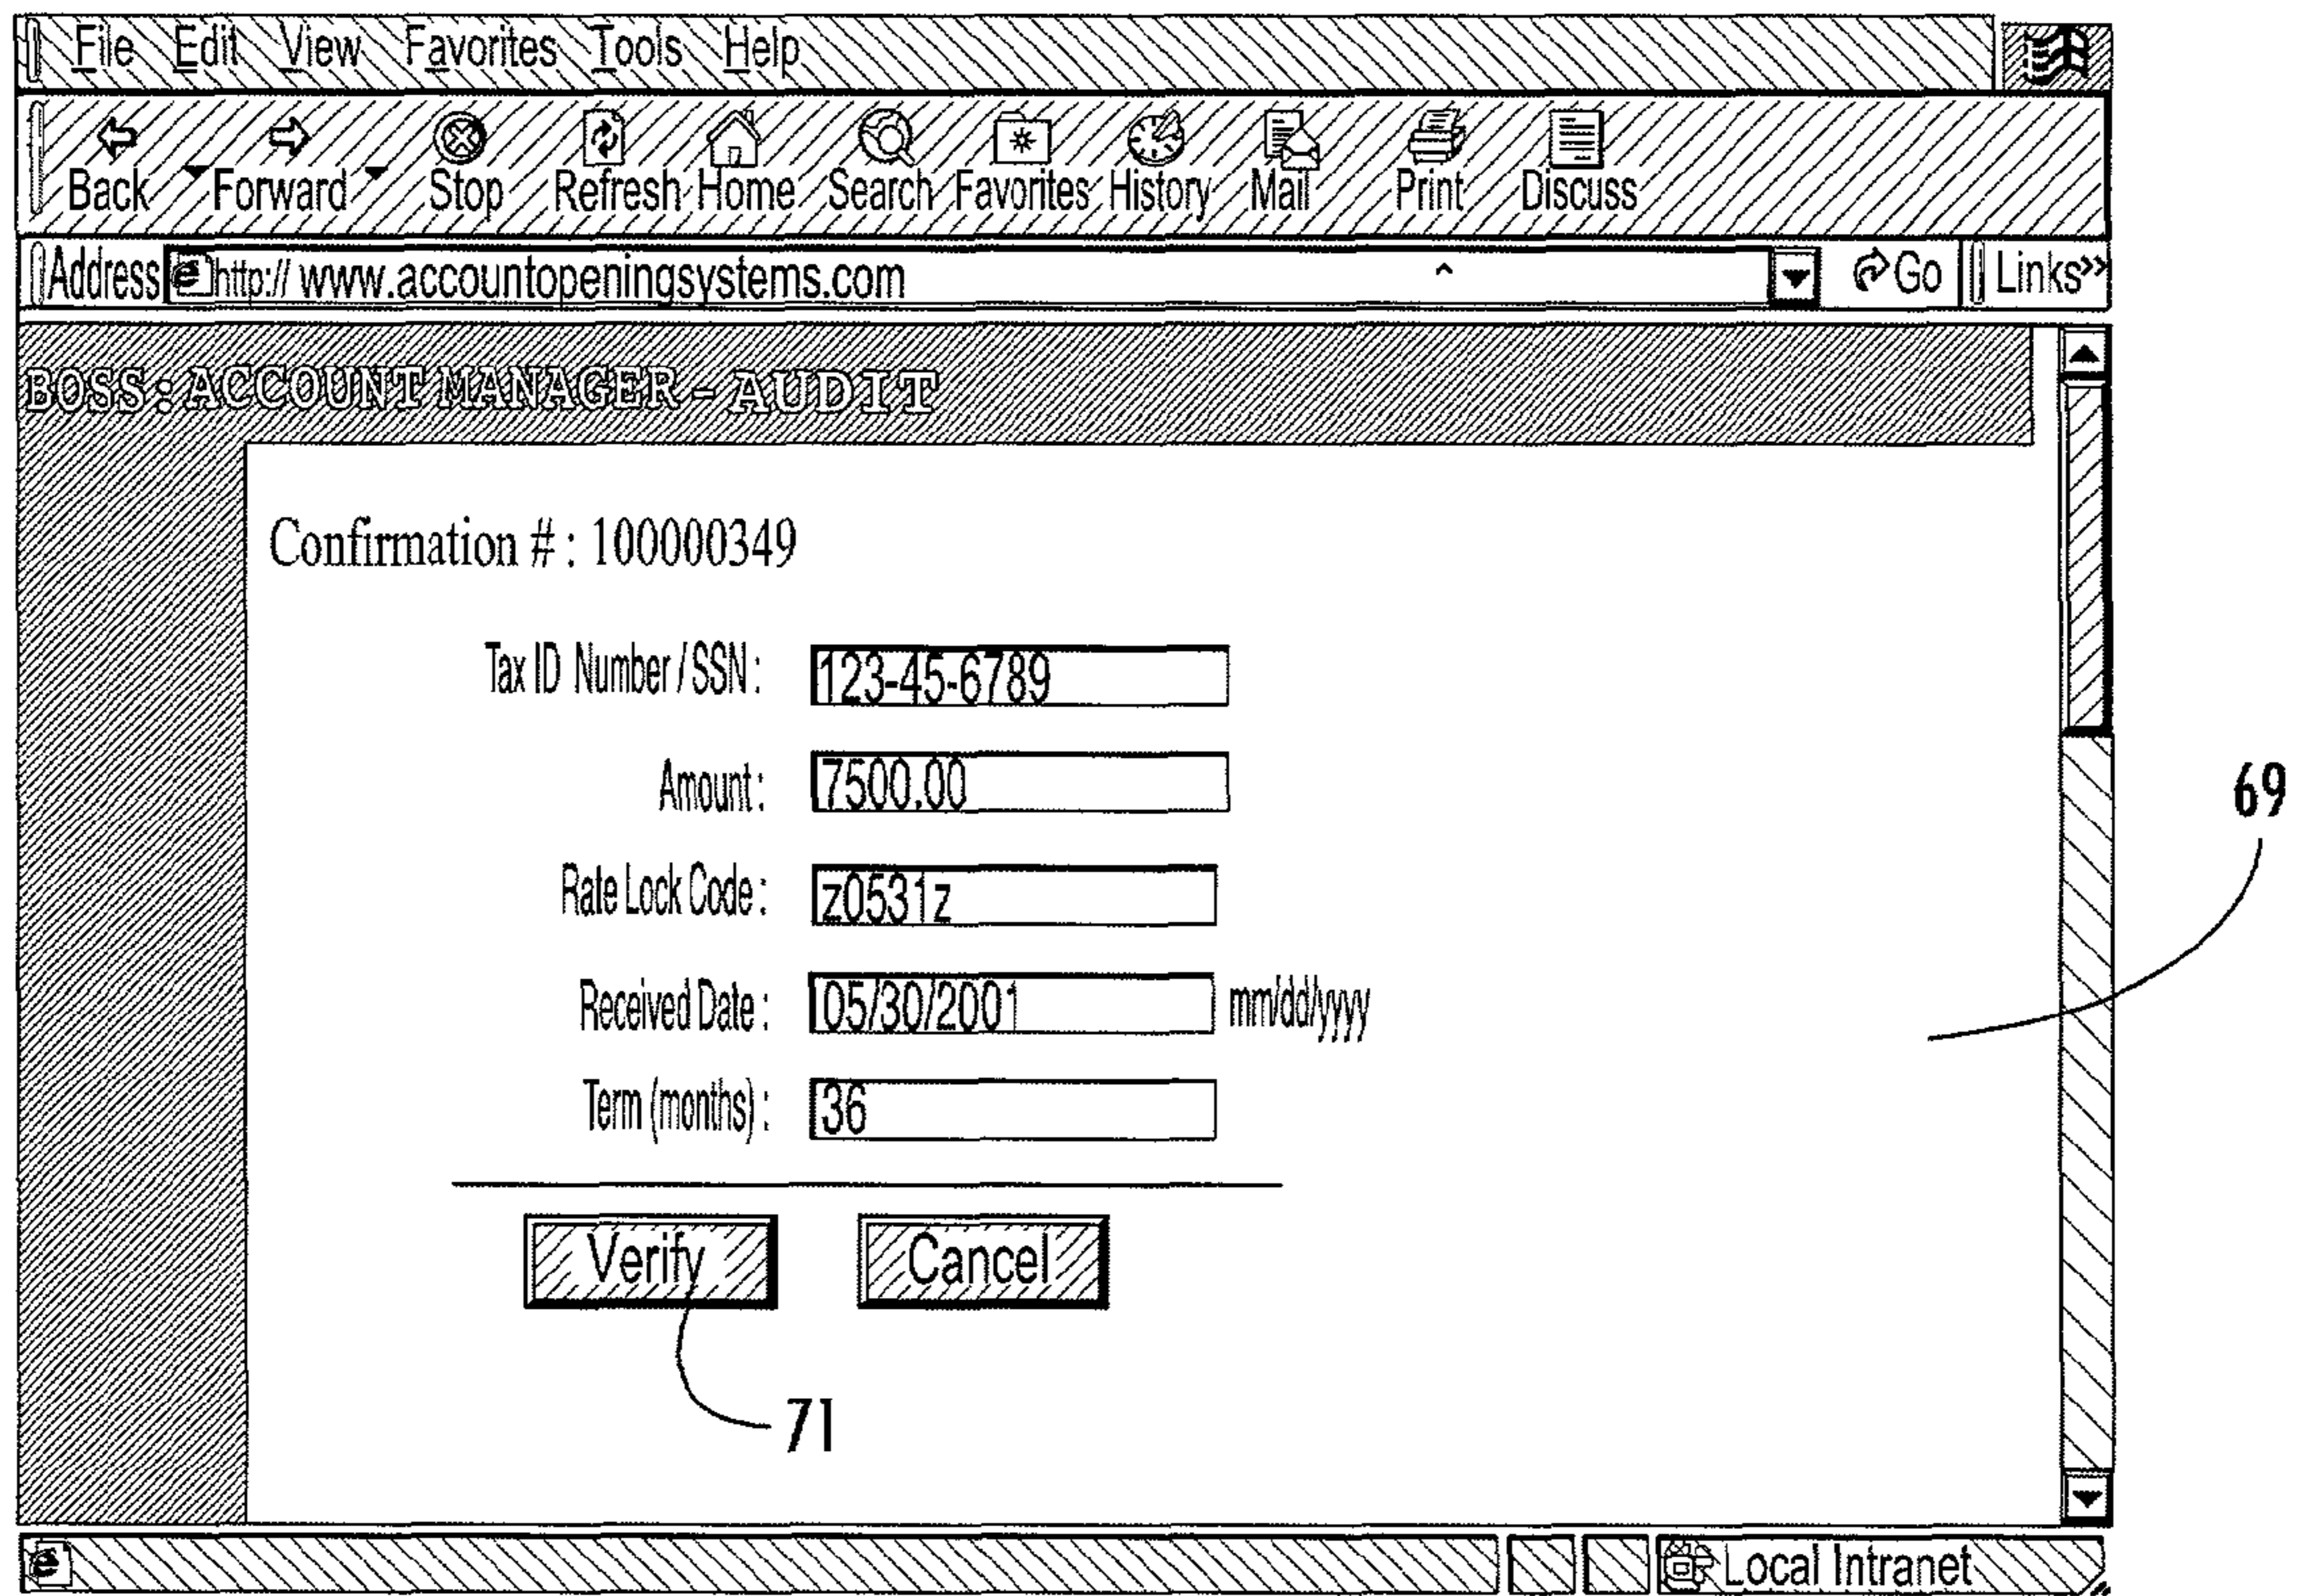 File Edit View Favorites Tools Help
Back Forward Stop Refresh Home Search Favorites History Mail Print Discuss
Address http:// www.accountopeningsystems.com ^ Go Links»
BOSS : ACCOUNT MANAGER - AUDIT
Confirmation # : 100000349
Tax ID Number / SSN : 123-45-6789
Amount : 7500.00
69
Rate Lock Code : z0531z
Received Date : 05/30/2001 mm/dd/yyyy
Term (months) : 36
Verify Cancel
71
Local Intranet